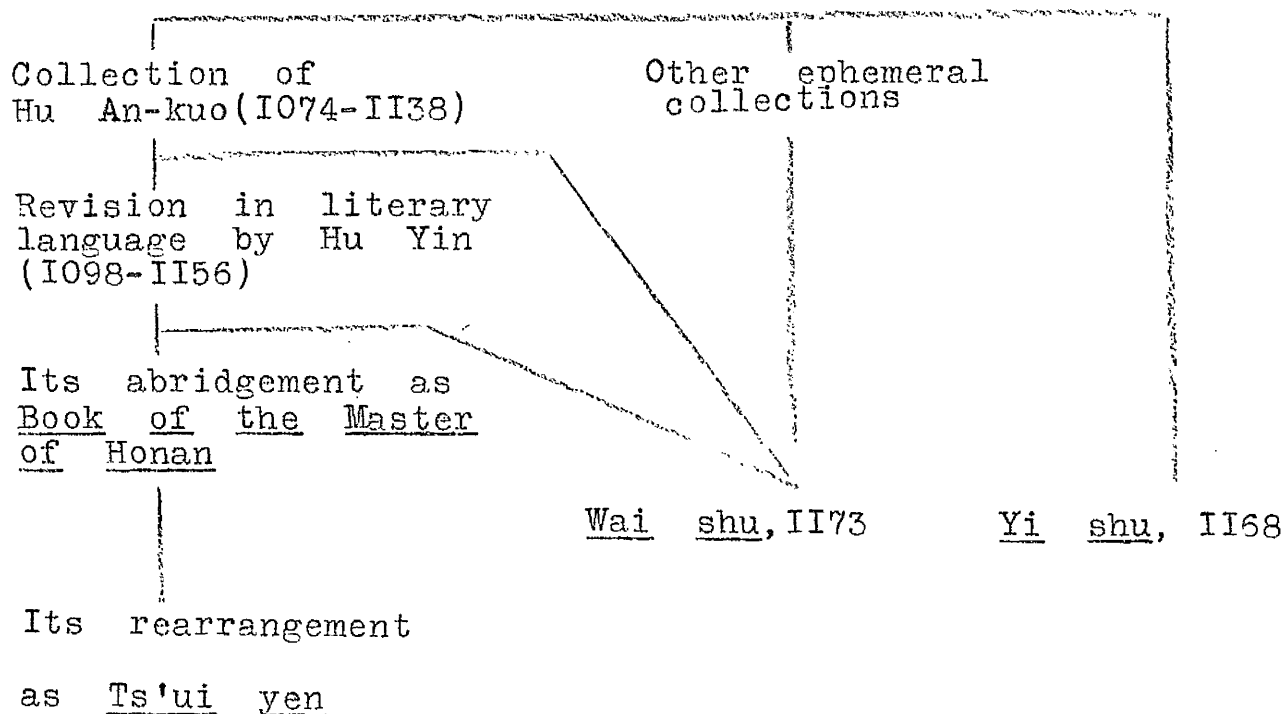 Collection of
Hu An-kuo(IO74-II38)
Other ephemeral
collections
Revision in literary
language by Hu Yin
(IO98-II56)
Its abridgement as
Book of the Master
of Honan
Wai shu, II73
Yi shu, II68
Its rearrangement
as Ts'ui yen